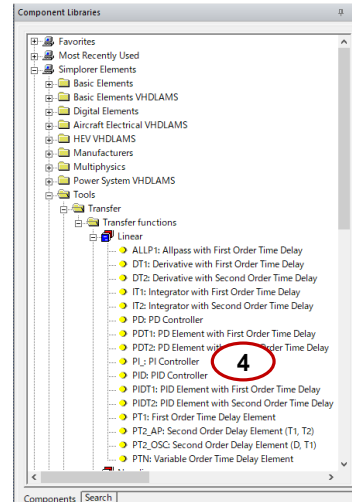 Component Libraries
Favorites
Most Recently Used
Simplorer Elements
Basic Elements
Basic Elements VHDLAMS
Digital Elements
Aircraft Electrical VHDLAMS
HEV VHDLAMS
Manufacturers
Multiphysics
Power System VHDLAMS
Tools
Transfer
Transfer functions
Linear
ALLP1: Allpass with First Order Time Delay
DT1: Derivative with First Order Time Delay
DT2: Derivative with Second Order Time Delay
IT1: Integrator with First Order Time Delay
IT2: Integrator with Second Order Time Delay
PD: PD Controller
PDT1: PD Element with First Order Time Delay
PDT2: PD Element with Order Time Delay
PI_: PI Controller
4
PID: PID Controller
PIDT1: PID Element with First Order Time Delay
PIDT2: PID Element with Second Order Time Delay
PT1: First Order Time Delay Element
PT2_AP: Second Order Delay Element (T1, T2)
PT2_OSC: Second Order Delay Element (D, T1)
PTN: Variable Order Time Delay Element
Components Search